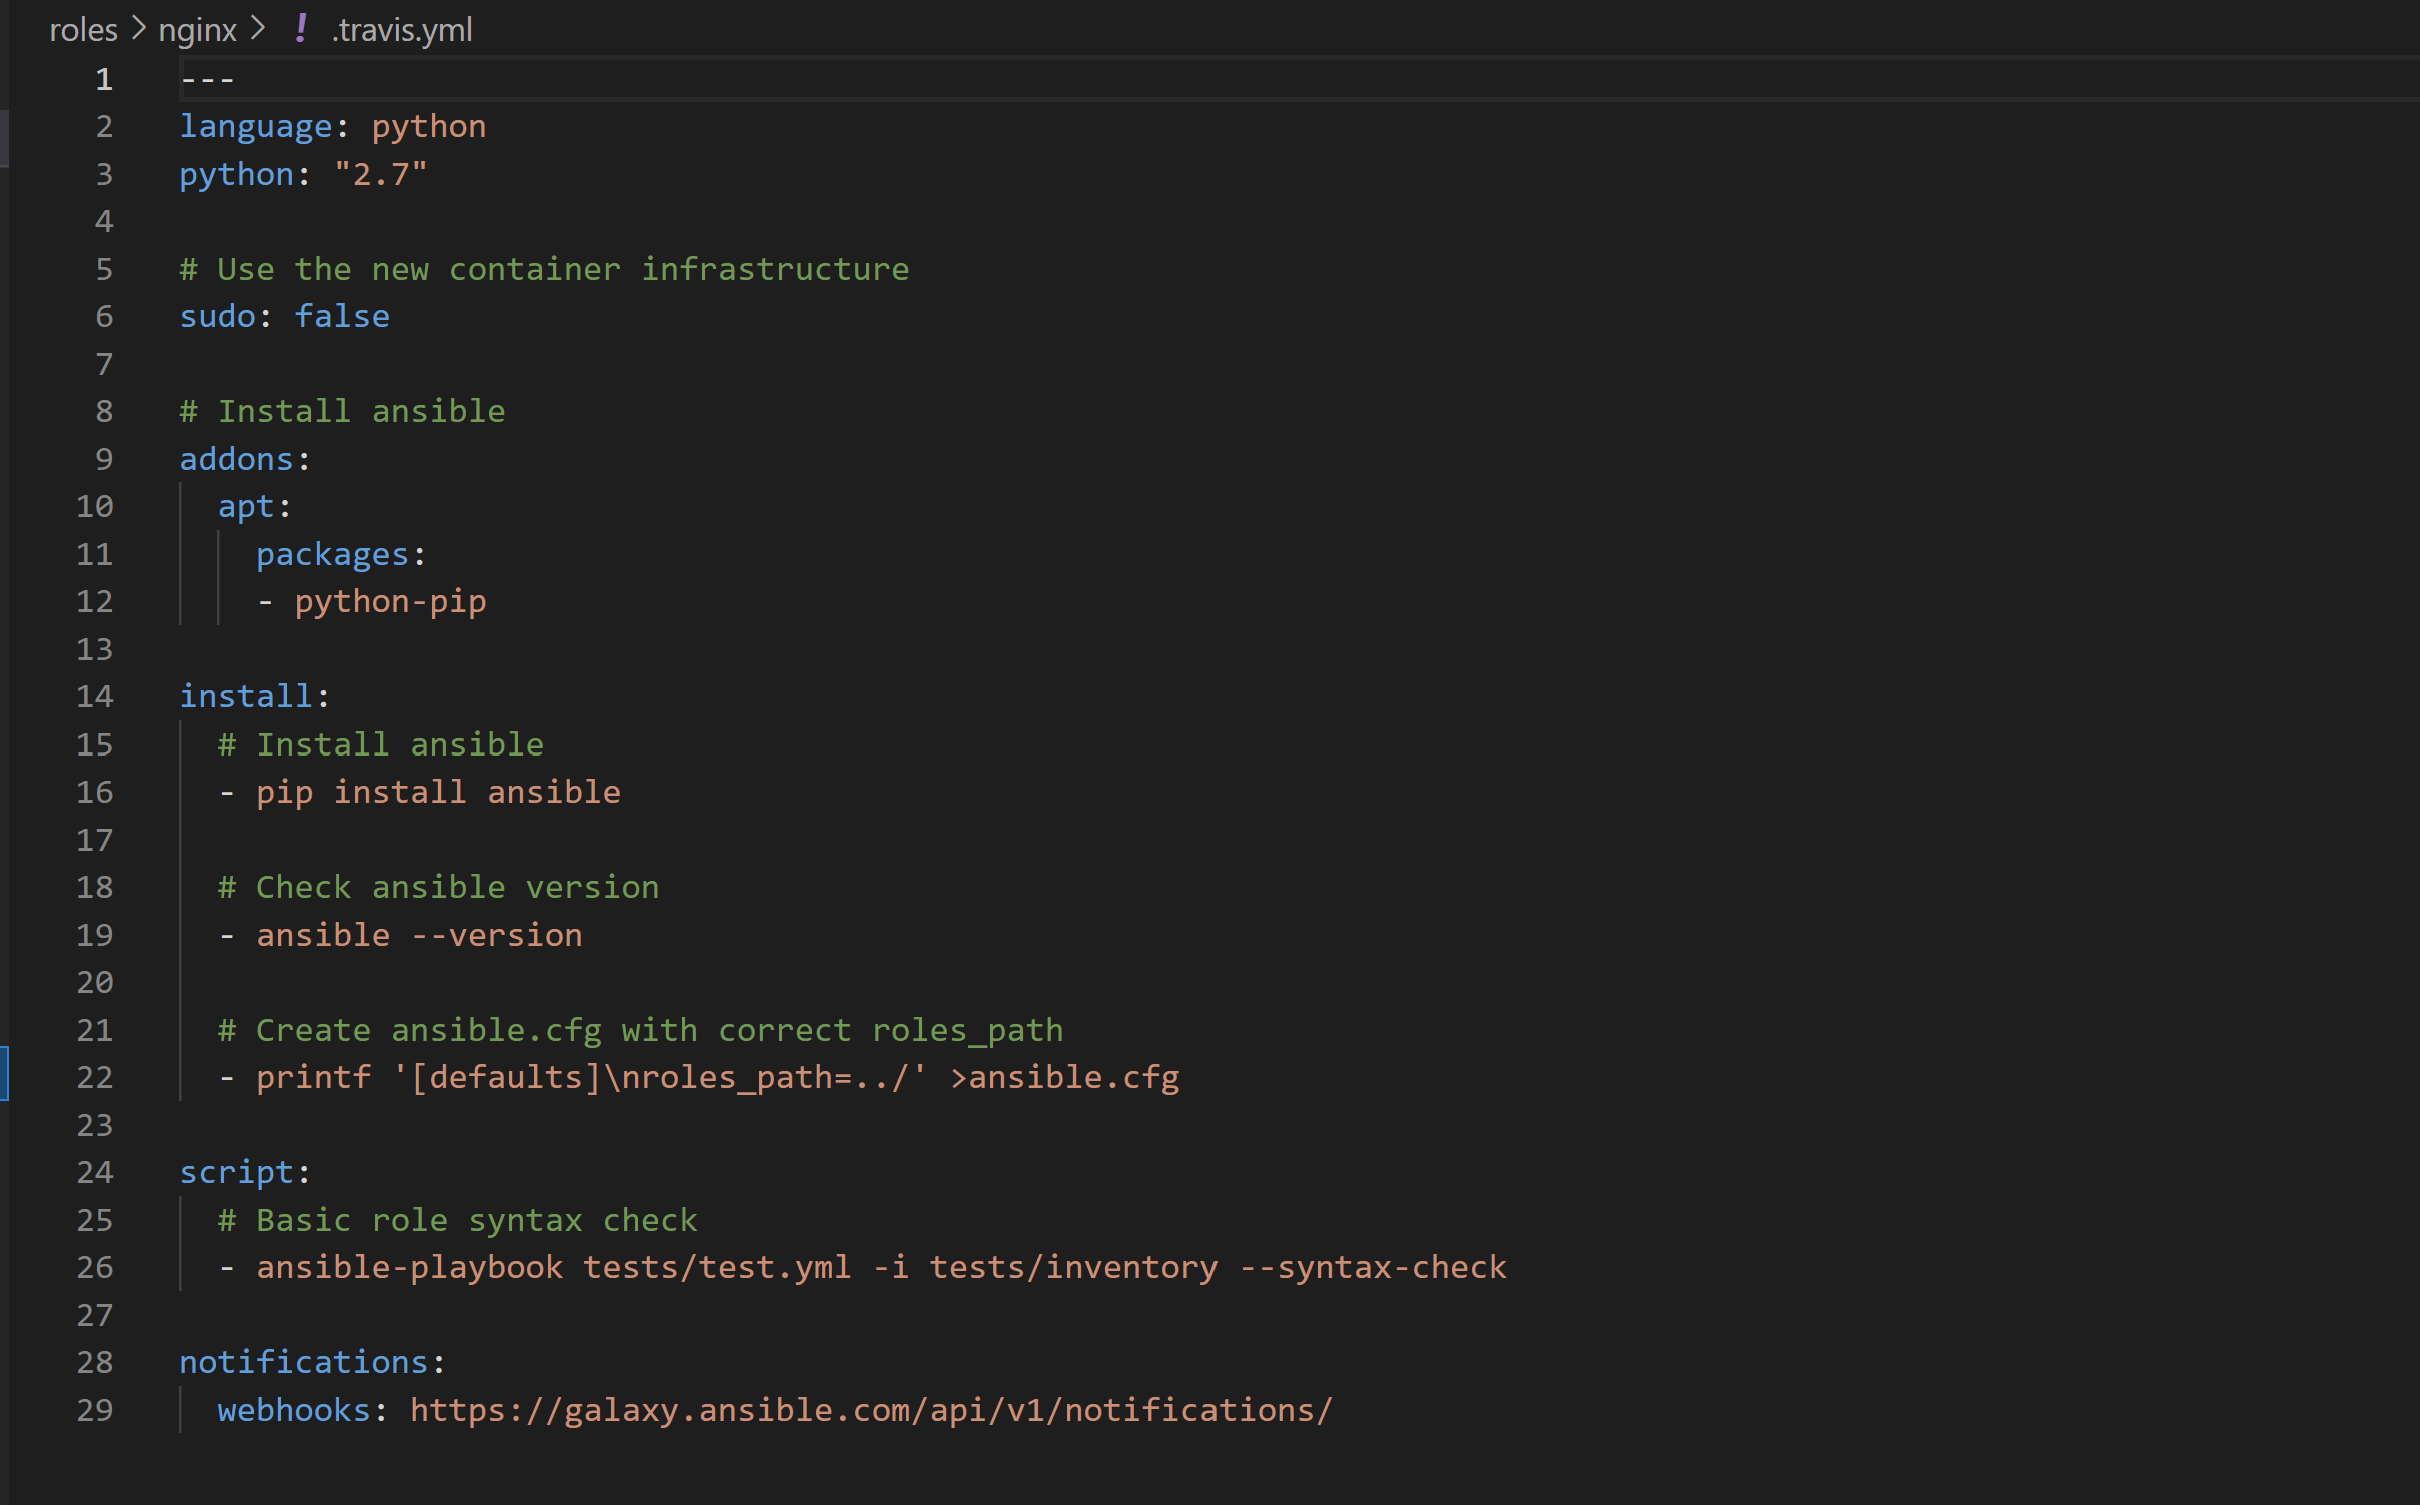 roles > nginx > ! .travis.yml
1 ---
2 language: python
3 python: "2.7"
4
5 # Use the new container infrastructure
6 sudo: false
7
8 # Install ansible
9 addons:
10   apt:
11     packages:
12     - python-pip
13
14 install:
15   # Install ansible
16   - pip install ansible
17
18   # Check ansible version
19   - ansible --version
20
21   # Create ansible.cfg with correct roles_path
22   - printf '[defaults]\nroles_path=../' >ansible.cfg
23
24 script:
25   # Basic role syntax check
26   - ansible-playbook tests/test.yml -i tests/inventory --syntax-check
27
28 notifications:
29   webhooks: https://galaxy.ansible.com/api/v1/notifications/